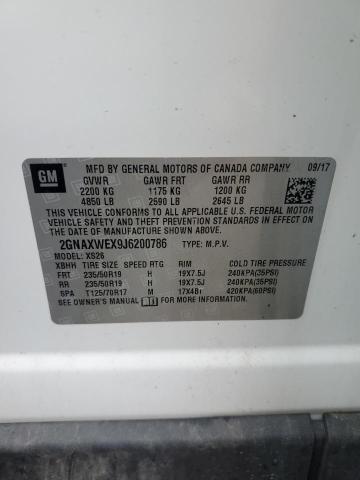 GM
MFD BY GENERAL MOTORS OF CANADA COMPANY 09/17
GVWR GAWR FRT GAWR RR
2200 KG 1175 KG 1200 KG
4850 LB 2590 LB 2645 LB
THIS VEHICLE CONFORMS TO ALL APPLICABLE U.S. FEDERAL
MOTOR VEHICLE SAFETY, BUMPER, AND THEFT
PREVENTION STANDARDS IN EFFECT ON THE DATE OF
MANUFACTURE SHOWN ABOVE.
2GNAXWEX9J6200786 TYPE: M.P.V.
MODEL: XS26
XBHH TIRE SIZE SPEED RTG RIM COLD TIRE PRESSURE
FRT 235/50R19 H 19X7.5J 240KPA(35PSI)
RR 235/50R19 H 19X7.5J 240KPA(35PSI)
SPA T125/70R17 M 17X4BT 420KPA(60PSI)
SEE OWNER'S MANUAL FOR ADDITIONAL INFORMATION